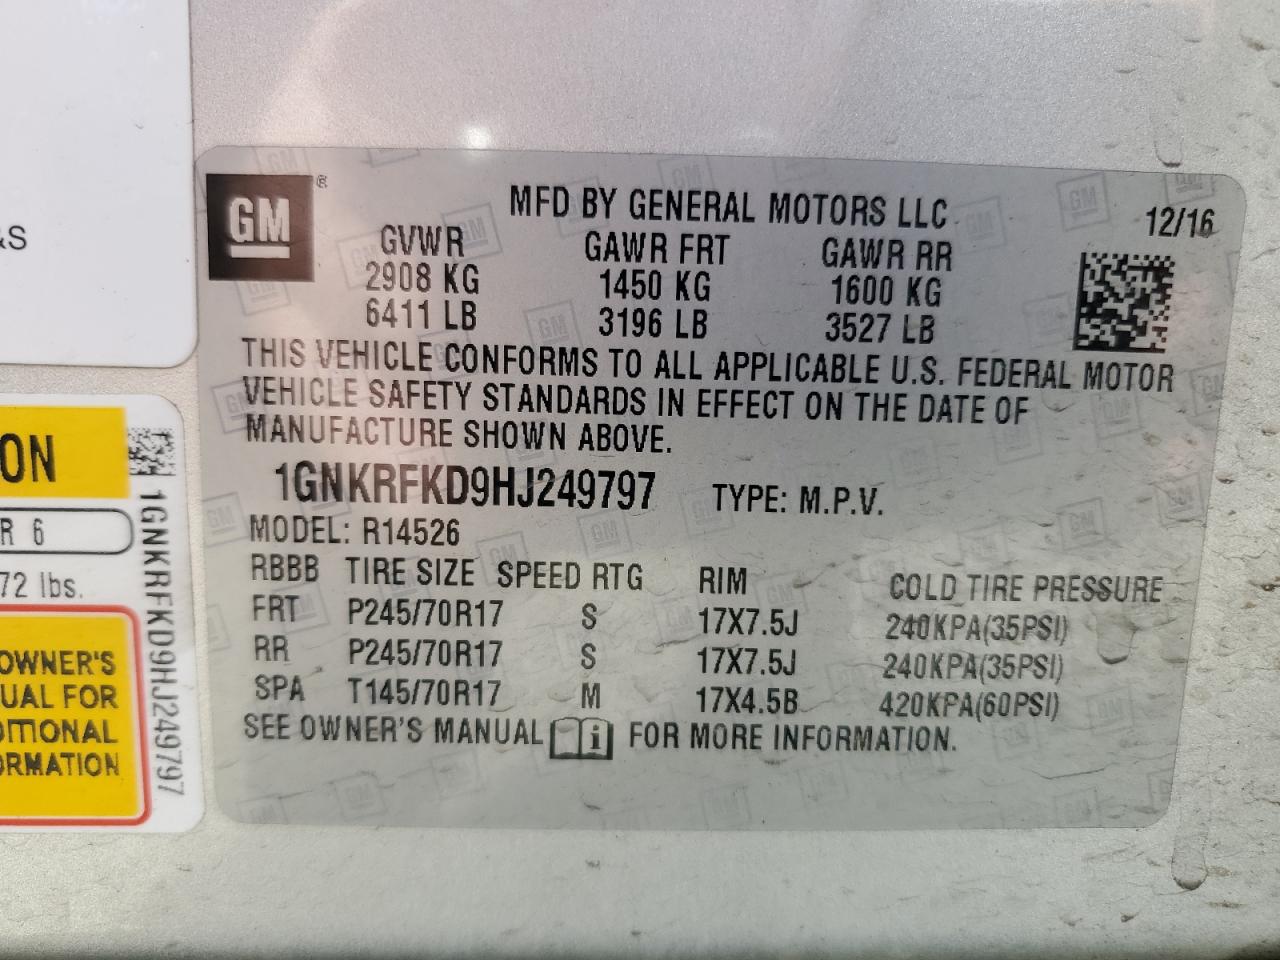 &S
ON
R 6
72 lbs.
OWNER'S
UAL FOR
DITIONAL
ORMATION
1GNKRFKD9HJ249797
GM ®
MFD BY GENERAL MOTORS LLC 12/16
GVWR GAWR FRT GAWR RR
2908 KG 1450 KG 1600 KG
6411 LB 3196 LB 3527 LB
THIS VEHICLE CONFORMS TO ALL APPLICABLE U.S. FEDERAL MOTOR
VEHICLE SAFETY STANDARDS IN EFFECT ON THE DATE OF
MANUFACTURE SHOWN ABOVE.
1GNKRFKD9HJ249797 TYPE: M.P.V.
MODEL: R14526
RBBB TIRE SIZE SPEED RTG RIM COLD TIRE PRESSURE
FRT P245/70R17 S 17X7.5J 240KPA(35PSI)
RR P245/70R17 S 17X7.5J 240KPA(35PSI)
SPA T145/70R17 M 17X4.5B 420KPA(60PSI)
SEE OWNER'S MANUAL i FOR MORE INFORMATION.